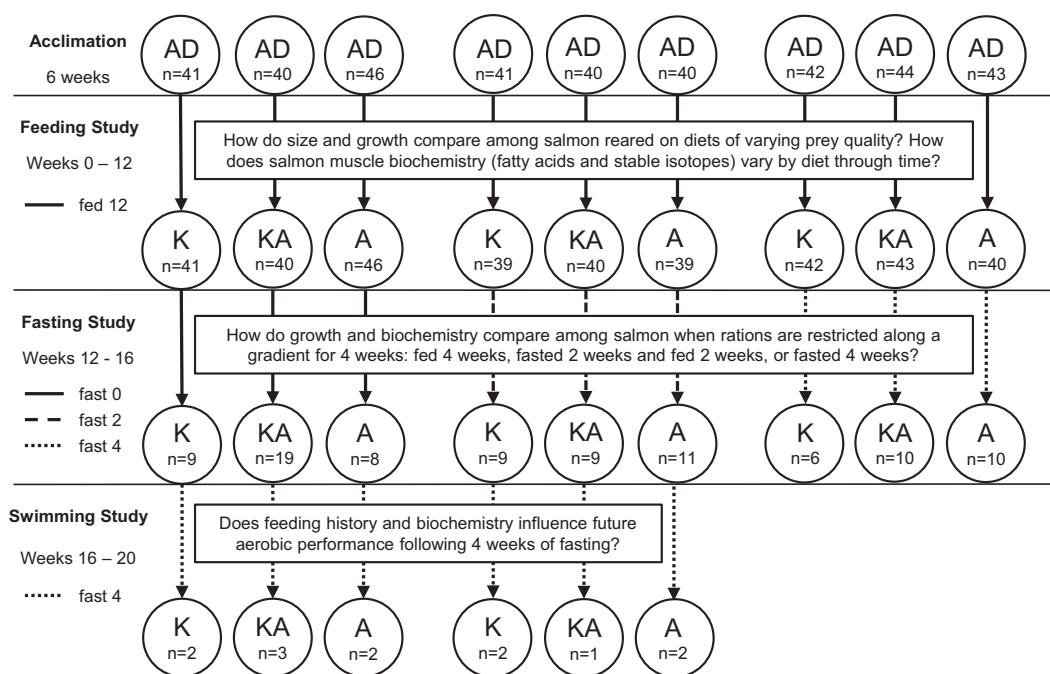 Acclimation
6 weeks
AD AD AD AD AD AD AD AD AD
n=41 n=40 n=46 n=41 n=40 n=40 n=42 n=44 n=43
Feeding Study
Weeks 0 – 12
fed 12
How do size and growth compare among salmon reared on diets of varying prey quality? How
does salmon muscle biochemistry (fatty acids and stable isotopes) vary by diet through time?
K KA A K KA A K KA A
n=41 n=40 n=46 n=39 n=40 n=39 n=42 n=43 n=40
Fasting Study
Weeks 12 - 16
fast 0
fast 2
fast 4
How do growth and biochemistry compare among salmon when rations are restricted along a
gradient for 4 weeks: fed 4 weeks, fasted 2 weeks and fed 2 weeks, or fasted 4 weeks?
K KA A K KA A K KA A
n=9 n=19 n=8 n=9 n=9 n=11 n=6 n=10 n=10
Swimming Study
Weeks 16 – 20
fast 4
Does feeding history and biochemistry influence future
aerobic performance following 4 weeks of fasting?
K KA A K KA A
n=2 n=3 n=2 n=2 n=1 n=2